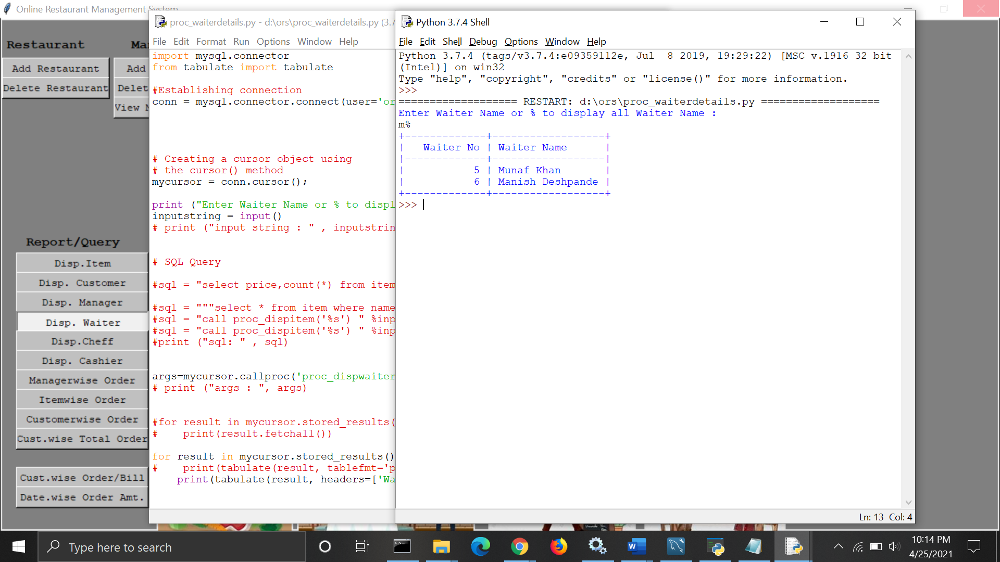 Online Restaurant Management System
Restaurant
Add Restaurant
Delete Restaurant
Ma
Add
Delet
View M
Report/Query
Disp.Item
Disp. Customer
Disp. Manager
Disp. Waiter
Disp.Cheff
Disp. Cashier
Managerwise Order
Itemwise Order
Customerwise Order
Cust.wise Total Order
Cust.wise Order/Bill
Date.wise Order Amt.
proc_waiterdetails.py - d:\ors\proc_waiterdetails.py (3.7
File Edit Format Run Options Window Help
import mysql.connector
from tabulate import tabulate
#Establishing connection
conn = mysql.connector.connect(user='or
# Creating a cursor object using
# the cursor() method
mycursor = conn.cursor();
print ("Enter Waiter Name or % to displ
inputstring = input()
# print ("input string : " , inputstrin
# SQL Query
#sql = "select price,count(*) from item
#sql = """select * from item where name
#sql = "call proc_dispitem('%s') " %inp
#sql = "call proc_dispitem('%s') " %inp
#print ("sql: " , sql)
args=mycursor.callproc('proc_dispwaiter
# print ("args : ", args)
#for result in mycursor.stored_results(
#    print(result.fetchall())
for result in mycursor.stored_results()
#    print(tabulate(result, tablefmt='p
    print(tabulate(result, headers=['Wa
Python 3.7.4 Shell
File Edit Shell Debug Options Window Help
Python 3.7.4 (tags/v3.7.4:e09359112e, Jul  8 2019, 19:29:22) [MSC v.1916 32 bit
(Intel)] on win32
Type "help", "copyright", "credits" or "license()" for more information.
>>>
=================== RESTART: d:\ors\proc_waiterdetails.py ===================
Enter Waiter Name or % to display all Waiter Name :
m%
+-------------+------------------+
|   Waiter No | Waiter Name      |
|-------------+------------------|
|           5 | Munaf Khan       |
|           6 | Manish Deshpande |
+-------------+------------------+
>>>
Ln: 13 Col: 4
Type here to search
10:14 PM
4/25/2021